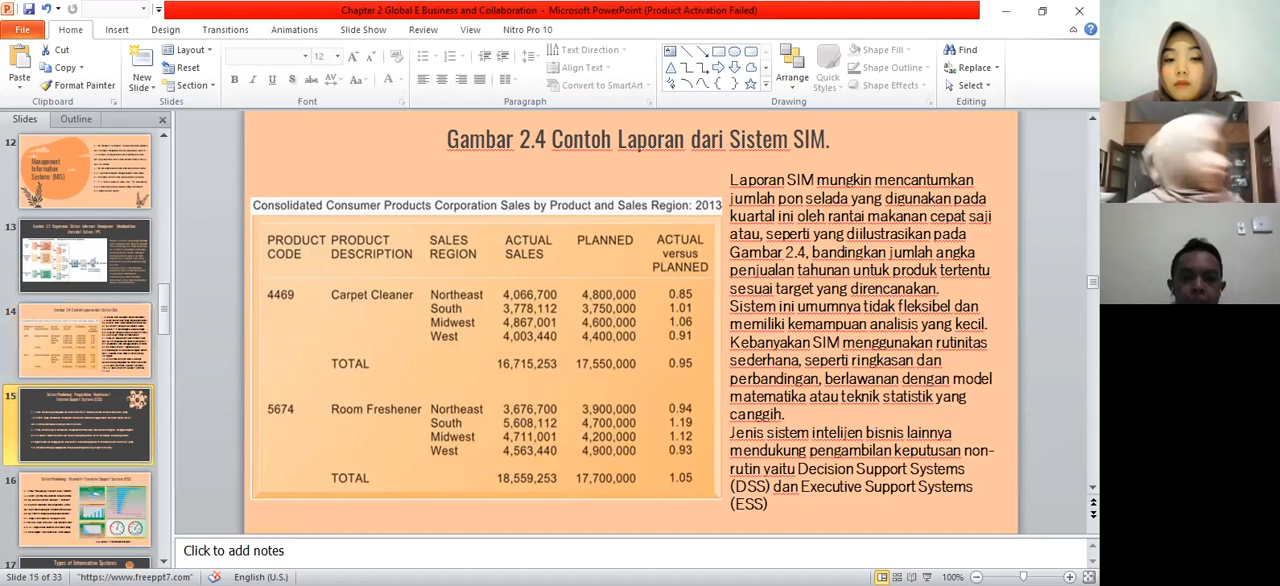 Chapter 2 Global E Business and Collaboration - Microsoft PowerPoint (Product Activation Failed)
File Home Insert Design Transitions Animations Slide Show Review View Nitro Pro 10
Paste
Cut
Copy
Format Painter
Clipboard
New Slide
Layout
Reset
Section
Slides
12
Font
Text Direction
Align Text
Convert to SmartArt
Paragraph
Arrange
Quick Styles
Shape Fill
Shape Outline
Shape Effects
Drawing
Find
Replace
Select
Editing
Slides Outline
12
Management
Information
Systems (MIS)
13
14
15
16
17
Types of Information Systems
Gambar 2.4 Contoh Laporan dari Sistem SIM.
Consolidated Consumer Products Corporation Sales by Product and Sales Region: 2013
PRODUCT CODE PRODUCT DESCRIPTION SALES REGION ACTUAL SALES PLANNED ACTUAL versus PLANNED
4469 Carpet Cleaner Northeast 4,066,700 4,800,000 0.85
South 3,778,112 3,750,000 1.01
Midwest 4,867,001 4,600,000 1.06
West 4,003,440 4,400,000 0.91
TOTAL 16,715,253 17,550,000 0.95
5674 Room Freshener Northeast 3,676,700 3,900,000 0.94
South 5,608,112 4,700,000 1.19
Midwest 4,711,001 4,200,000 1.12
West 4,563,440 4,900,000 0.93
TOTAL 18,559,253 17,700,000 1.05
Laporan SIM mungkin mencantumkan
jumlah pon selada yang digunakan pada
kuartal ini oleh rantai makanan cepat saji
atau, seperti yang diilustrasikan pada
Gambar 2.4, bandingkan jumlah angka
penjualan tahunan untuk produk tertentu
sesuai target yang direncanakan.
Sistem ini umumnya tidak fleksibel dan
memiliki kemampuan analisis yang kecil.
Kebanyakan SIM menggunakan rutinitas
sederhana, seperti ringkasan dan
perbandingan, berlawanan dengan model
matematika atau teknik statistik yang
canggih.
Jenis sistem intelijen bisnis lainnya
mendukung pengambilan keputusan non-
rutin yaitu Decision Support Systems
(DSS) dan Executive Support Systems
(ESS)
Click to add notes
Slide 15 of 33 "https://www.freeppt7.com" English (U.S.) 100%